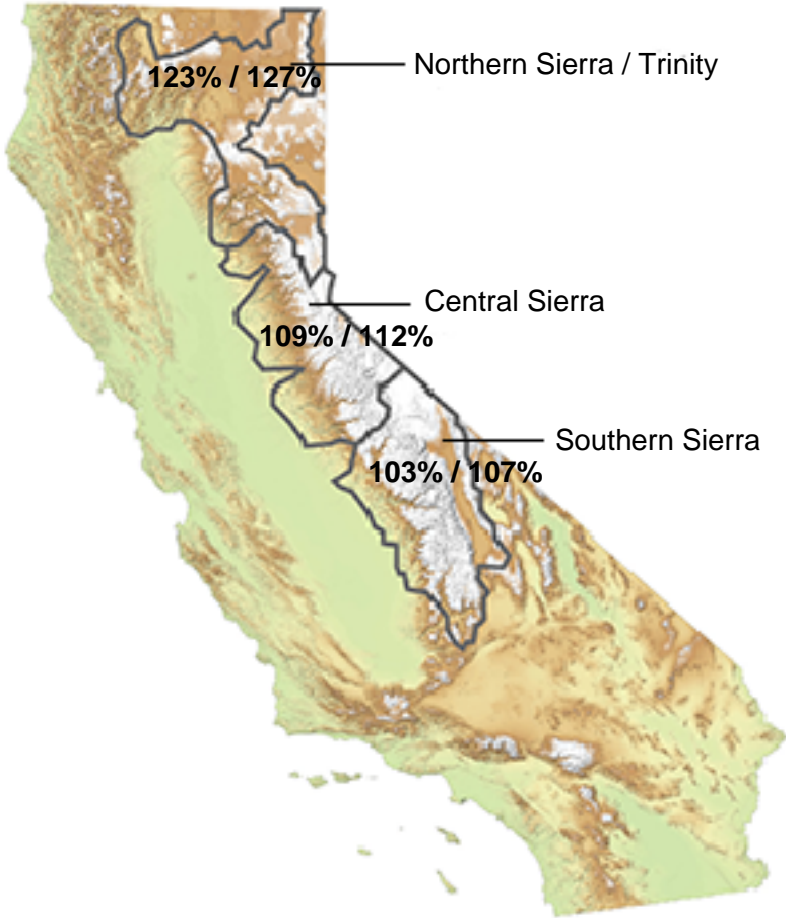 Northern Sierra / Trinity
123% / 127%
Central Sierra
109% / 112%
Southern Sierra
103% / 107%